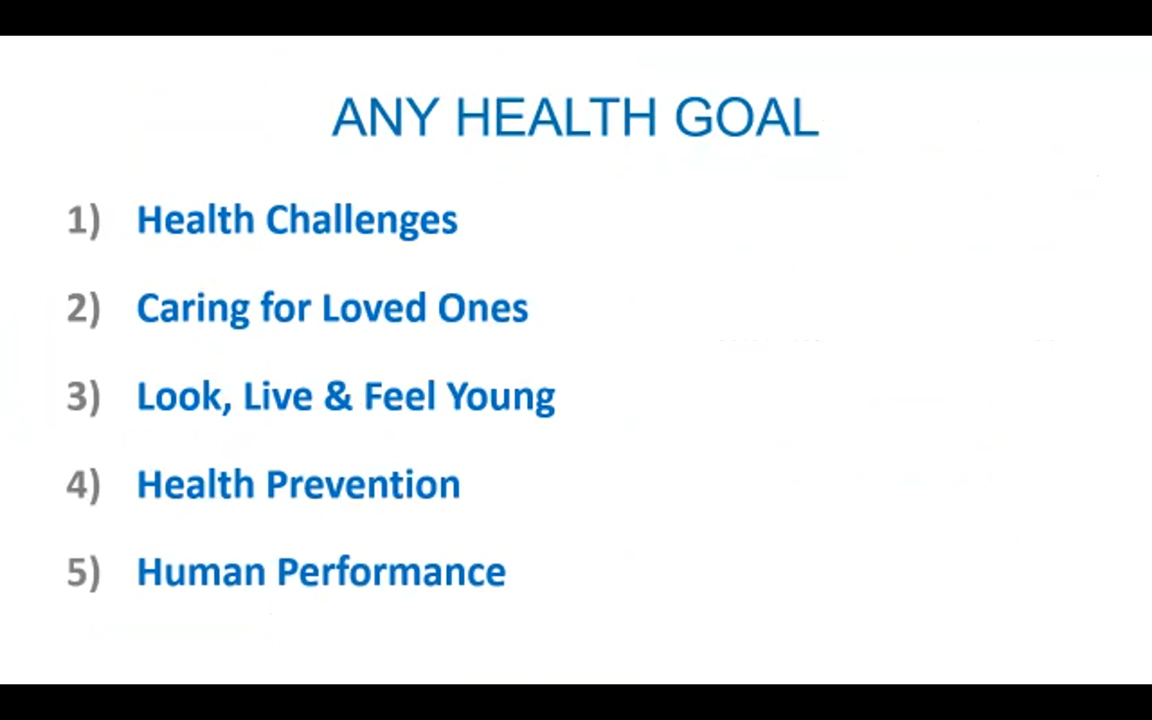 ANY HEALTH GOAL
1) Health Challenges
2) Caring for Loved Ones
3) Look, Live & Feel Young
4) Health Prevention
5) Human Performance